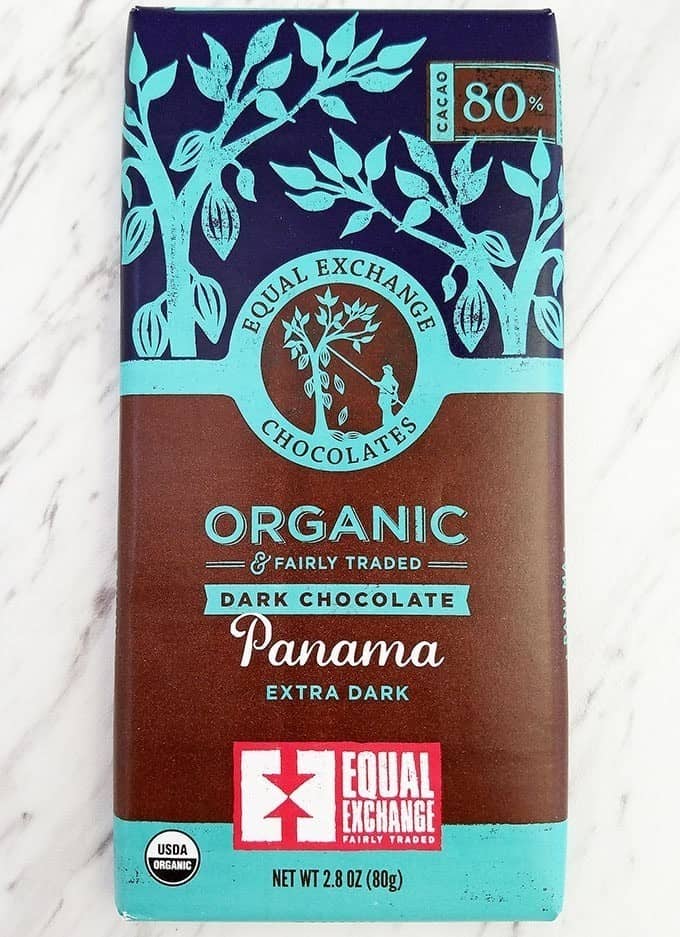 CACAO
80%
EQUAL EXCHANGE
CHOCOLATES
ORGANIC
& FAIRLY TRADED
DARK CHOCOLATE
Panama
EXTRA DARK
EQUAL
EXCHANGE
FAIRLY TRADED
USDA
ORGANIC
NET WT 2.8 OZ (80g)
PANAMA